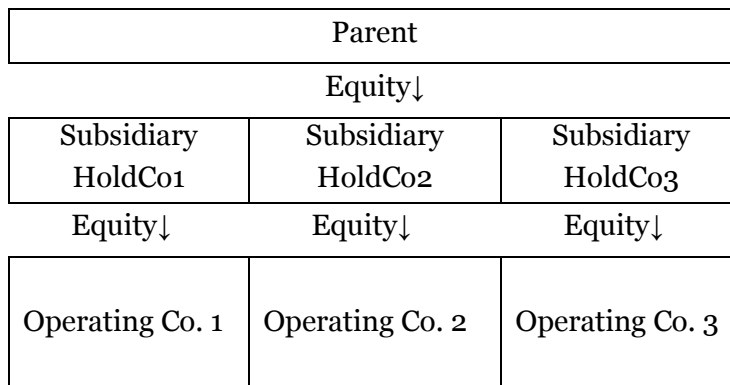 Parent
Equity↓
Subsidiary Subsidiary Subsidiary
HoldCo1 HoldCo2 HoldCo3
Equity↓ Equity↓ Equity↓
Operating Co. 1 Operating Co. 2 Operating Co. 3